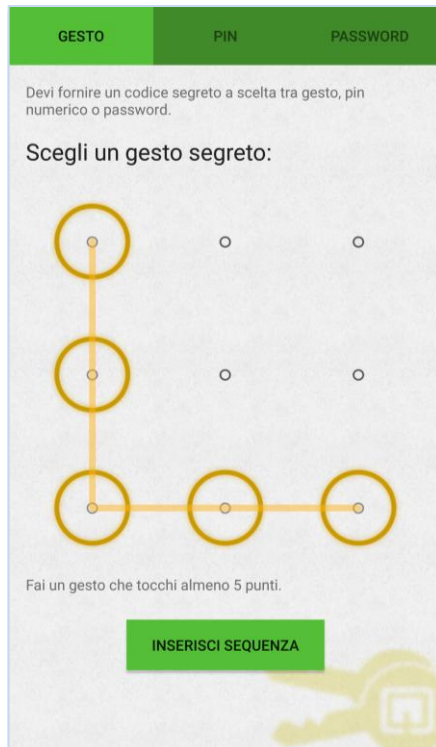 GESTO PIN PASSWORD
Devi fornire un codice segreto a scelta tra gesto, pin
numerico o password.
Scegli un gesto segreto:
Fai un gesto che tocchi almeno 5 punti.
INSERISCI SEQUENZA